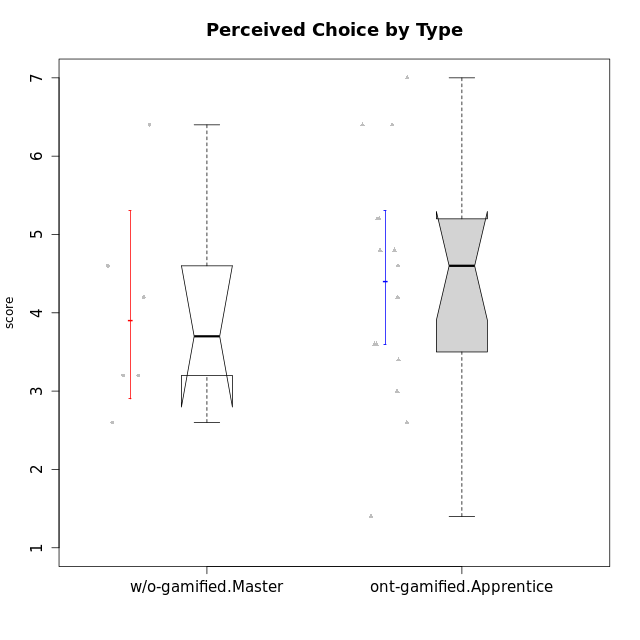 Perceived Choice by Type
7
6
5
4
3
2
1
score
w/o-gamified.Master
ont-gamified.Apprentice